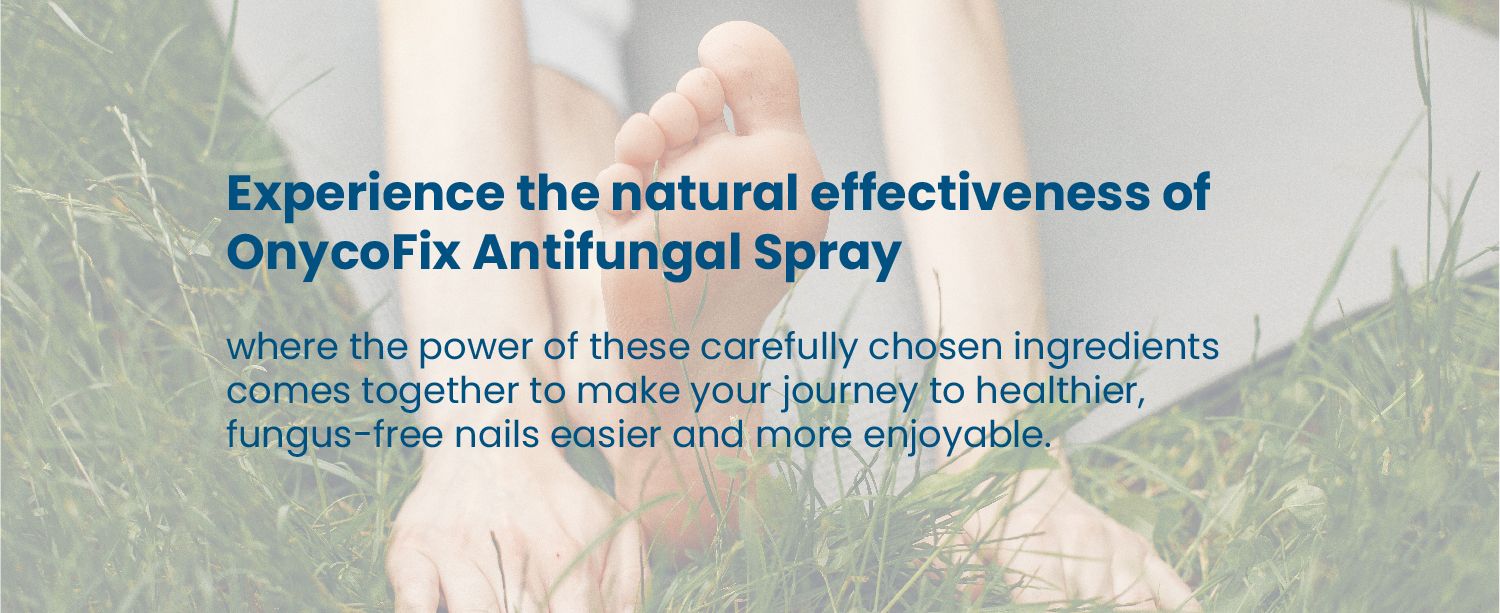 Experience the natural effectiveness of
OnycoFix Antifungal Spray
where the power of these carefully chosen ingredients
comes together to make your journey to healthier,
fungus-free nails easier and more enjoyable.